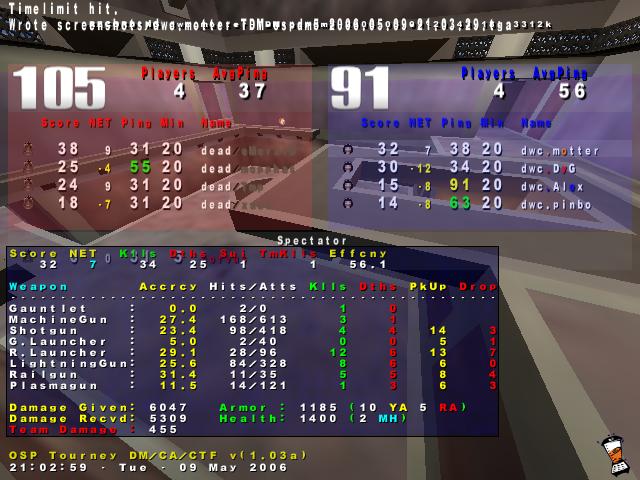 Timelimit hit.
Wrote screenshots/dwc.motter-TDM-ospdm5-2006.05.09-21.03.29.tga
105 Players AvgPing
4 37
91 Players AvgPing
4 56
Score NET Ping Min Name
38 9 31 20 dead/
25 -4 55 20 dead/
24 9 31 20 dead/
18 -7 31 20 dead/
Score NET Ping Min Name
32 7 38 20 dwc.motter
30 -12 34 20 dwc.DyG
15 -8 91 20 dwc.Alex
14 -8 63 20 dwc.pinbo
Spectator
Score NET Klls Dths Sui TmKlls Effcny
32 7 34 25 1 1 56.1
Weapon Accrcy Hits/Atts Klls Dths PkUp Drop
Gauntlet : 0.0 2/0 1 0
MachineGun : 27.4 168/613 3 1
Shotgun : 23.4 98/418 4 4 14 3
G.Launcher : 5.0 2/40 0 0 5 1
R.Launcher : 29.1 28/96 12 6 13 7
LightningGun: 25.6 84/328 8 6 6 0
Railgun : 31.4 11/35 5 5 8 4
Plasmagun : 11.5 14/121 1 3 6 3
Damage Given: 6047 Armor : 1185 (10 YA 5 RA)
Damage Recvd: 5309 Health: 1400 (2 MH)
Team Damage : 455
OSP Tourney DM/CA/CTF v(1.03a)
21:02:59 - Tue - 09 May 2006